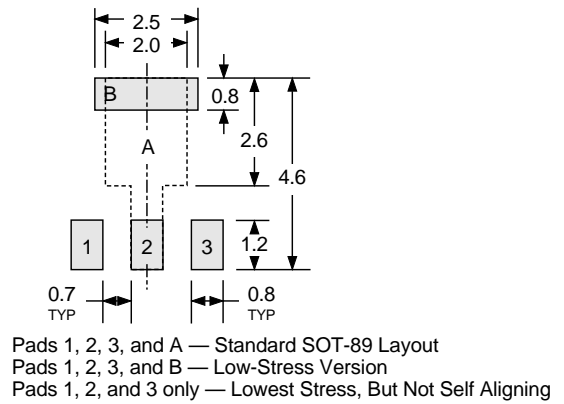 2.5
2.0
B
0.8
A
2.6
4.6
1
2
3
1.2
0.7
TYP
0.8
TYP
Pads 1, 2, 3, and A — Standard SOT-89 Layout
Pads 1, 2, 3, and B — Low-Stress Version
Pads 1, 2, and 3 only — Lowest Stress, But Not Self Aligning